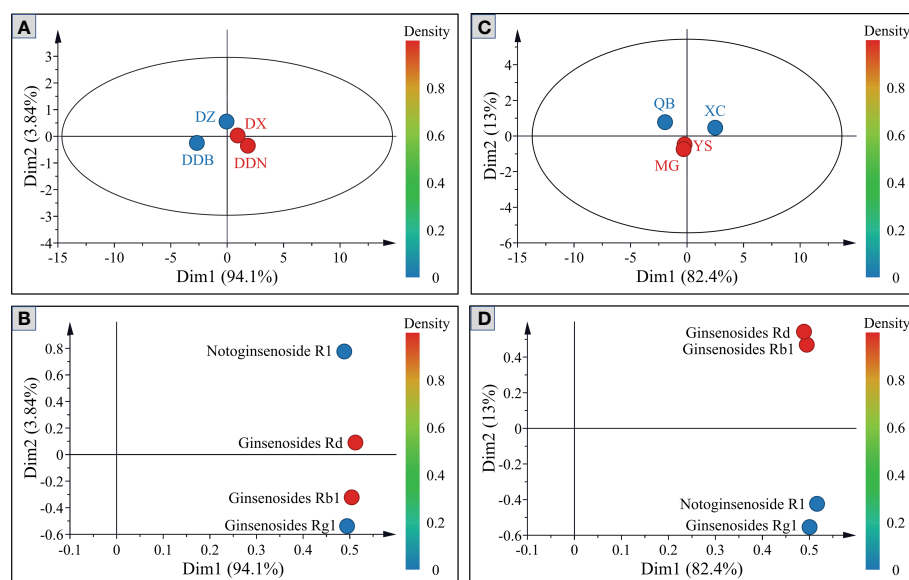 A
Density
3
2
1
0
-1
-2
-3
-4
Dim2 (3.84%)
DZ
DX
DDB
DDN
-15
-10
-5
0
5
10
Dim1 (94.1%)
0.8
0.6
0.4
0.2
0
C
Density
6
4
2
0
-2
-4
-6
Dim2 (13%)
QB
XC
YS
MG
-15
-10
-5
0
5
10
Dim1 (82.4%)
0.8
0.6
0.4
0.2
0
B
Density
0.8
0.6
0.4
0.2
0
-0.2
-0.4
-0.6
Dim2 (3.84%)
Notoginsenoside R1
Ginsenosides Rd
Ginsenosides Rb1
Ginsenosides Rg1
-0.1
0
0.1
0.2
0.3
0.4
0.5
Dim1 (94.1%)
0.8
0.6
0.4
0.2
0
D
Density
0.4
0.2
0
-0.2
-0.4
-0.6
Dim2 (13%)
Ginsenosides Rd
Ginsenosides Rb1
Notoginsenoside R1
Ginsenosides Rg1
-0.1
0
0.1
0.2
0.3
0.4
0.5
Dim1 (82.4%)
0.8
0.6
0.4
0.2
0